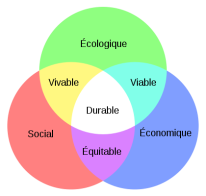 Écologique
Vivable
Viable
Durable
Social
Économique
Équitable